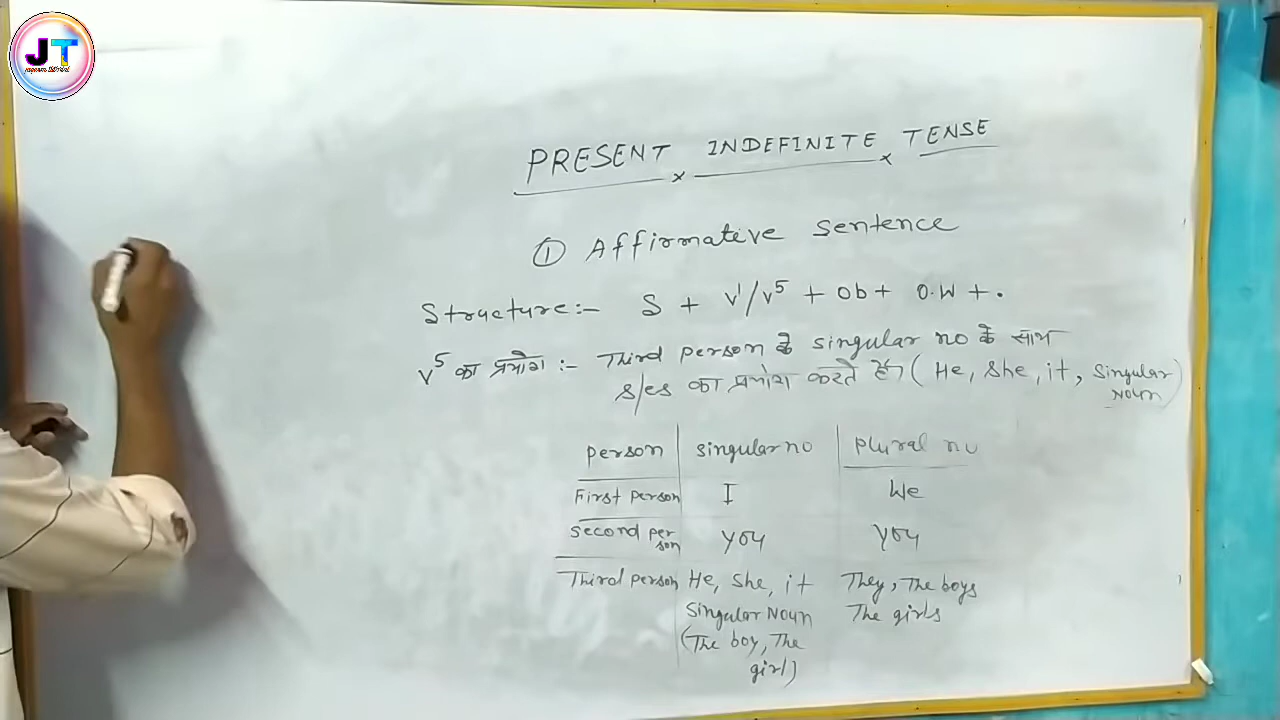 JT
PRESENT INDEFINITE TENSE
① Affirmative sentence
Structure:- S + V¹/V⁵ + Ob + O.W + .
V⁵ का प्रयोग :- Third person के singular no के साथ
s/es का प्रयोग करते हैं। (He, She, it, Singular Noun)
person singular no plural no
First person I We
second person you you
Third person He, She, it They, The boys
Singular Noun The girls
(The boy, The
girl)